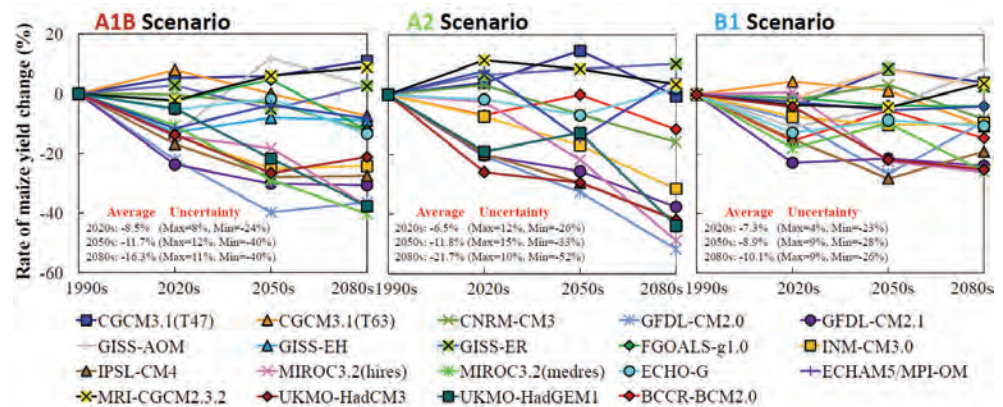 A1B Scenario
A2 Scenario
B1 Scenario
Rate of maize yield change (%)
20
0
-20
-40
-60
Average Uncertainty
2020s: -8.5% (Max=8%, Min=-24%)
2050s: -11.7% (Max=12%, Min=-40%)
2080s: -16.3% (Max=11%, Min=-40%)
Average Uncertainty
2020s: -6.5% (Max=12%, Min=-26%)
2050s: -11.8% (Max=15%, Min=-33%)
2080s: -21.7% (Max=10%, Min=-52%)
Average Uncertainty
2020s: -7.3% (Max=4%, Min=-23%)
2050s: -8.9% (Max=9%, Min=-28%)
2080s: -10.1% (Max=9%, Min=-26%)
1990s 2020s 2050s 2080s
1990s 2020s 2050s 2080s
1990s 2020s 2050s 2080s
CGCM3.1(T47) CGCM3.1(T63) CNRM-CM3 GFDL-CM2.0 GFDL-CM2.1
GISS-AOM GISS-EH GISS-ER FGOALS-g1.0 INM-CM3.0
IPSL-CM4 MIROC3.2(hires) MIROC3.2(medres) ECHO-G ECHAM5/MPI-OM
MRI-CGCM2.3.2 UKMO-HadCM3 UKMO-HadGEM1 BCCR-BCM2.0